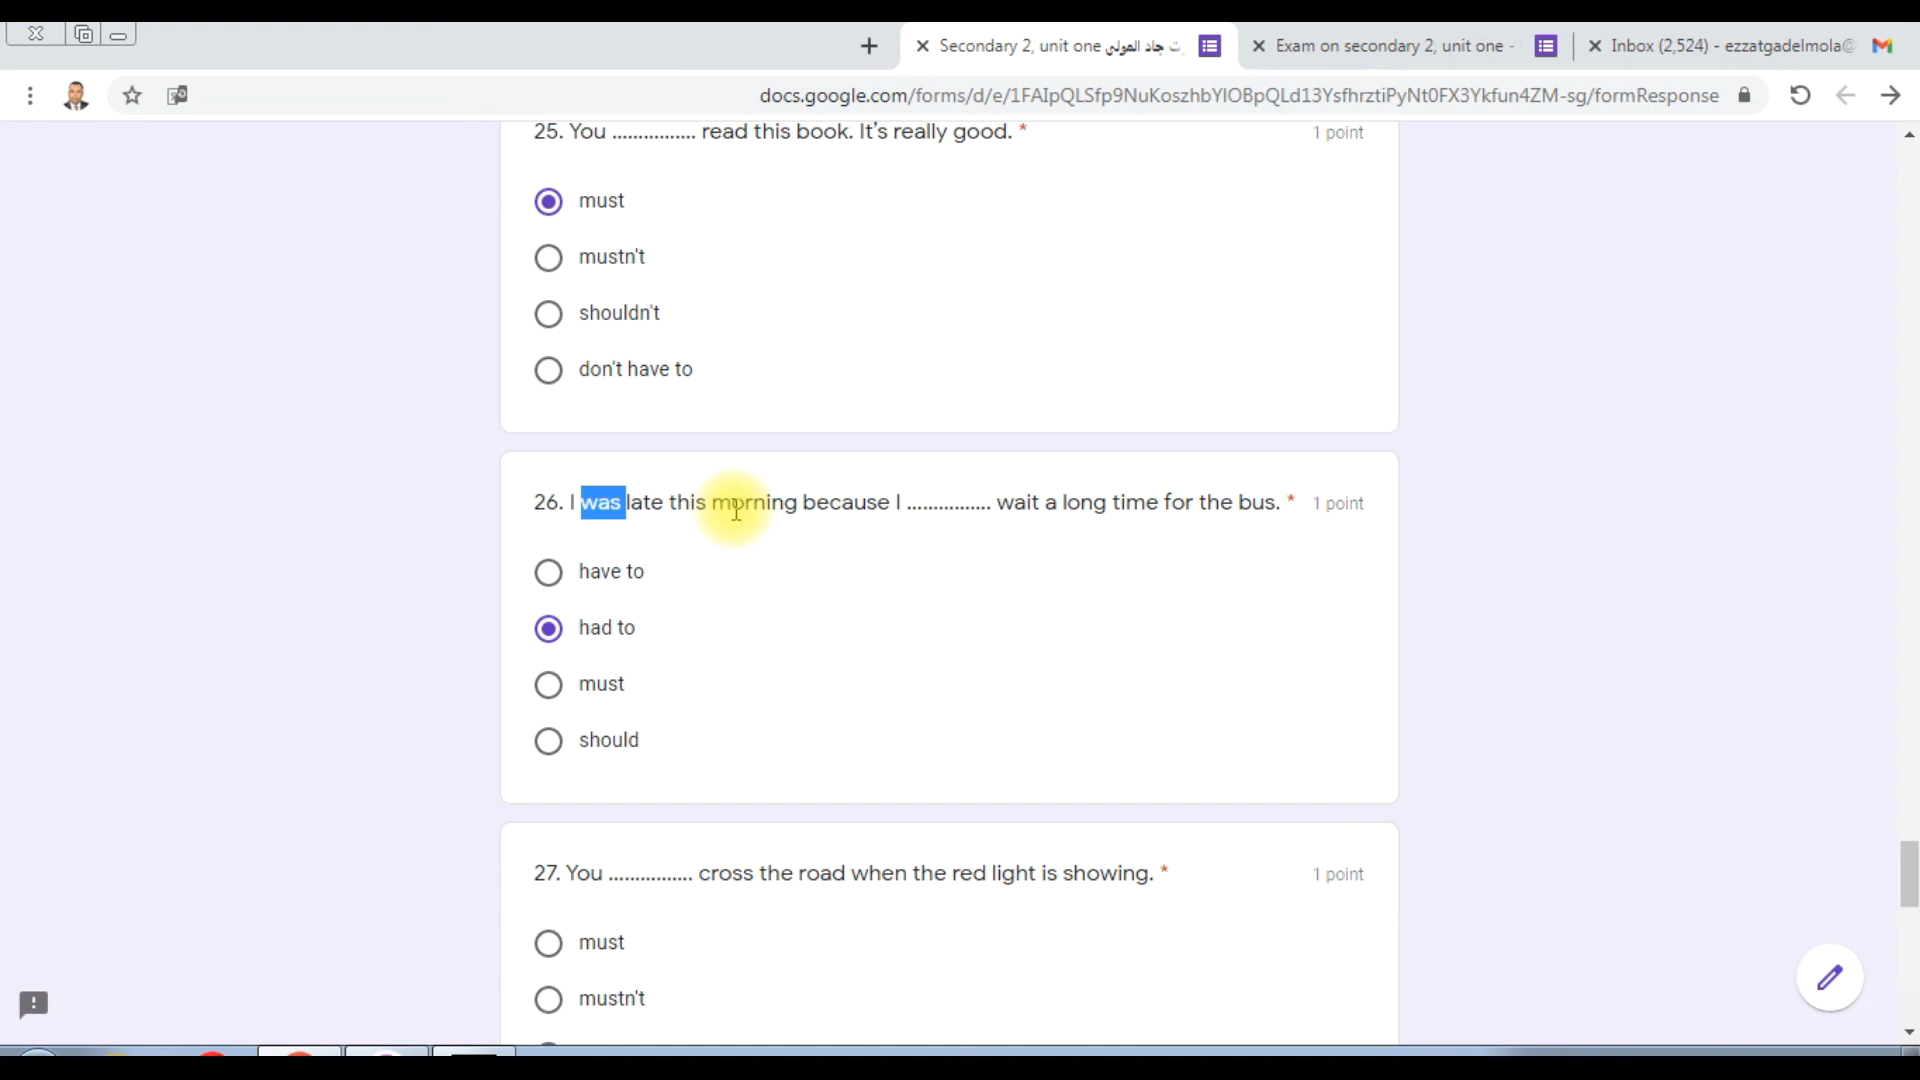 Secondary 2, unit one ت جاد المولي
Exam on secondary 2, unit one -
Inbox (2,524) - ezzatgadelmola@
docs.google.com/forms/d/e/1FAIpQLSfp9NuKoszhbYlOBpQLd13YsfhrztiPyNt0FX3Ykfun4ZM-sg/formResponse
25. You ................ read this book. It’s really good. * 1 point
must
mustn't
shouldn't
don't have to
26. I was late this morning because I ................ wait a long time for the bus. * 1 point
have to
had to
must
should
27. You ................ cross the road when the red light is showing. * 1 point
must
mustn't